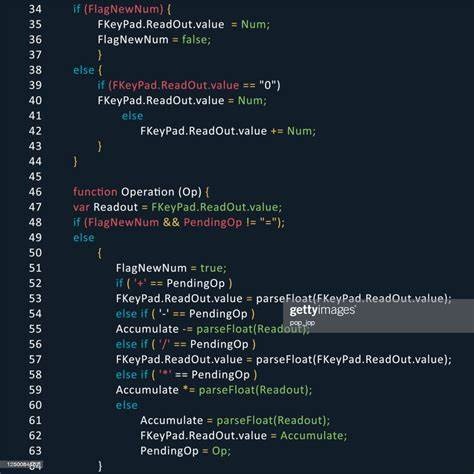 34 if (FlagNewNum) {
35 FKeyPad.ReadOut.value = Num;
36 FlagNewNum = false;
37 }
38 else {
39 if (FKeyPad.ReadOut.value == "0")
40 FKeyPad.ReadOut.value = Num;
41 else
42 FKeyPad.ReadOut.value += Num;
43 }
44 }
45
46 function Operation (Op) {
47 var Readout = FKeyPad.ReadOut.value;
48 if (FlagNewNum && PendingOp != "=");
49 else
50 {
51 FlagNewNum = true;
52 if ( '+' == PendingOp )
53 FKeyPad.ReadOut.value = parseFloat(FKeyPad.ReadOut.value);
54 else if ( '-' == PendingOp )
gettyimages
pop_jop
55 Accumulate -= parseFloat(Readout);
56 else if ( '/' == PendingOp )
57 FKeyPad.ReadOut.value = parseFloat(FKeyPad.ReadOut.value);
58 else if ( '*' == PendingOp )
59 Accumulate *= parseFloat(Readout);
60 else
61 Accumulate = parseFloat(Readout);
62 FKeyPad.ReadOut.value = Accumulate;
63 PendingOp = Op;
64 }